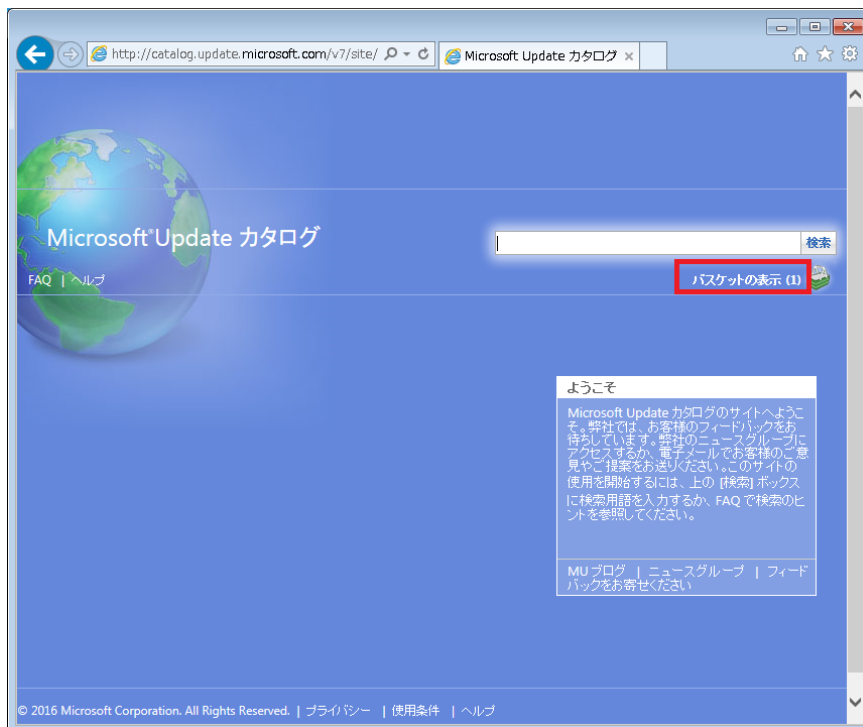 http://catalog.update.microsoft.com/v7/site/
Microsoft Update カタログ
Microsoft®Update カタログ
検索
FAQ | ヘルプ
バスケットの表示 (1)
ようこそ
Microsoft Update カタログのサイトへようこ
そ。弊社では、お客様のフィードバックをお
待ちしています。弊社のニュースグループに
アクセスするか、電子メールでお客様のご意
見やご提案をお送りください。このサイトの
使用を開始するには、上の [検索] ボックス
に検索用語を入力するか、FAQ で検索のヒ
ントを参照してください。
MU ブログ | ニュースグループ | フィード
バックをお寄せください
© 2016 Microsoft Corporation. All Rights Reserved. | プライバシー | 使用条件 | ヘルプ